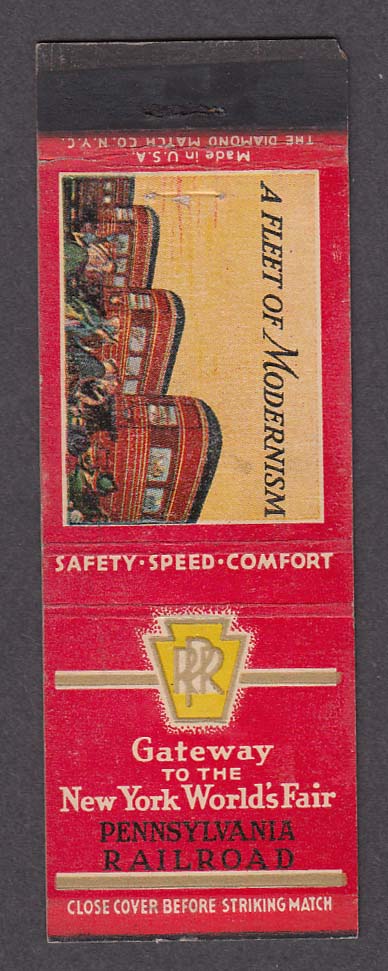 Made in U.S.A.
THE DIAMOND MATCH CO. N.Y.C.
A FLEET OF MODERNISM
SAFETY·SPEED·COMFORT
PRR
Gateway
TO THE
New York World's Fair
PENNSYLVANIA
RAILROAD
CLOSE COVER BEFORE STRIKING MATCH